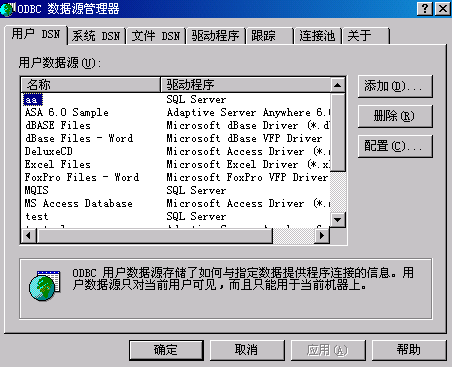 ODBC 数据源管理器
用户 DSN 系统 DSN 文件 DSN 驱动程序 跟踪 连接池 关于
用户数据源(U):
名称 驱动程序
aa SQL Server
ASA 6.0 Sample Adaptive Server Anywhere 6.
dBASE Files Microsoft dBase Driver (*.d
dBase Files - Word Microsoft dBase VFP Driver
DeluxeCD Microsoft Access Driver (*.
Excel Files Microsoft Excel Driver (*.x
FoxPro Files - Word Microsoft FoxPro VFP Driver
MQIS SQL Server
MS Access Database Microsoft Access Driver (*.
test SQL Server
添加(D)...
删除(R)
配置(C)...
ODBC 用户数据源存储了如何与指定数据提供程序连接的信息。用
户数据源只对当前用户可见，而且只能用于当前机器上。
确定 取消 应用(A) 帮助